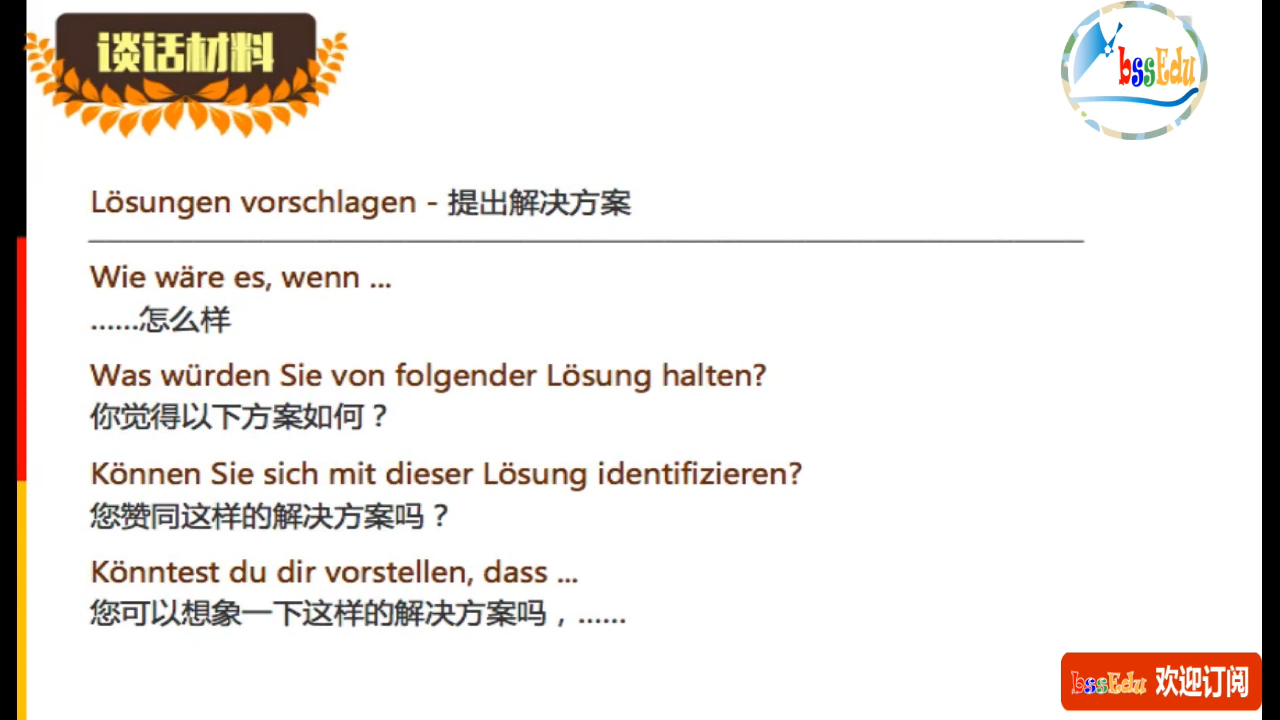 谈话材料
bssEdu
Lösungen vorschlagen - 提出解决方案
Wie wäre es, wenn ...
......怎么样
Was würden Sie von folgender Lösung halten?
你觉得以下方案如何？
Können Sie sich mit dieser Lösung identifizieren?
您赞同这样的解决方案吗？
Könntest du dir vorstellen, dass ...
您可以想象一下这样的解决方案吗，......
bssEdu 欢迎订阅